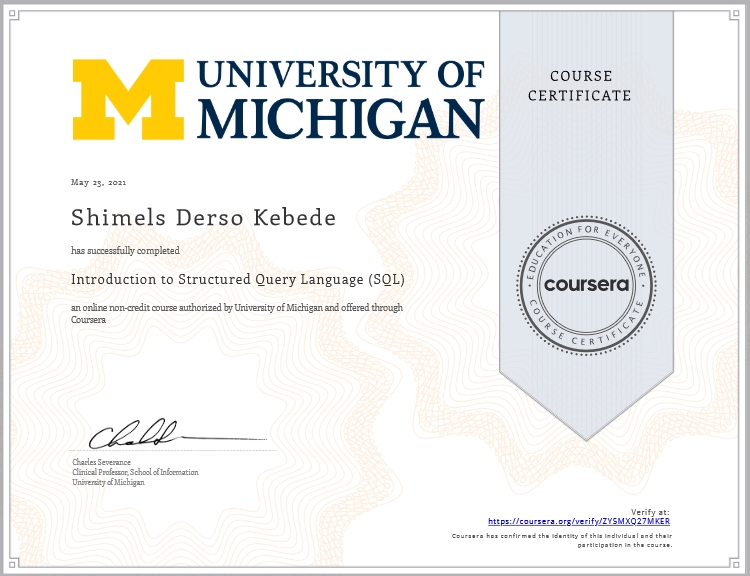 UNIVERSITY OF
MICHIGAN
COURSE
CERTIFICATE
May 23, 2021
Shimels Derso Kebede
has successfully completed
Introduction to Structured Query Language (SQL)
an online non-credit course authorized by University of Michigan and offered through
Coursera
EDUCATION FOR EVERYONE
coursera
COURSE CERTIFICATE
Charles Severance
Clinical Professor, School of Information
University of Michigan
Verify at:
https://coursera.org/verify/ZYSMXQ27MKER
Coursera has confirmed the identity of this individual and their
participation in the course.